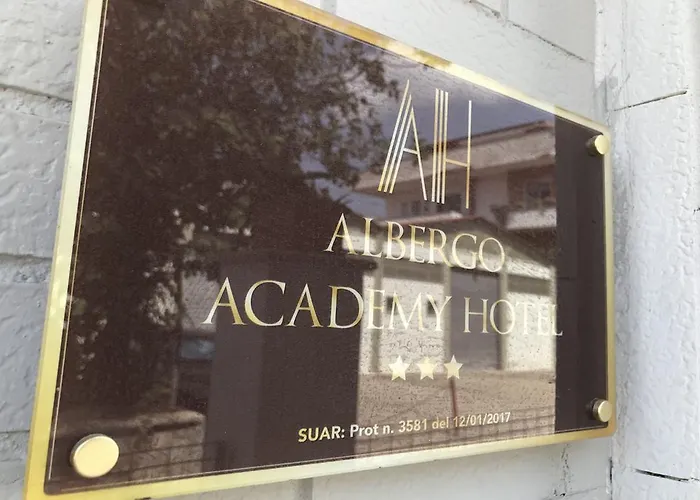 AH
ALBERGO
ACADEMY HOTEL
SUAR: Prot n. 3581 del 12/01/2017